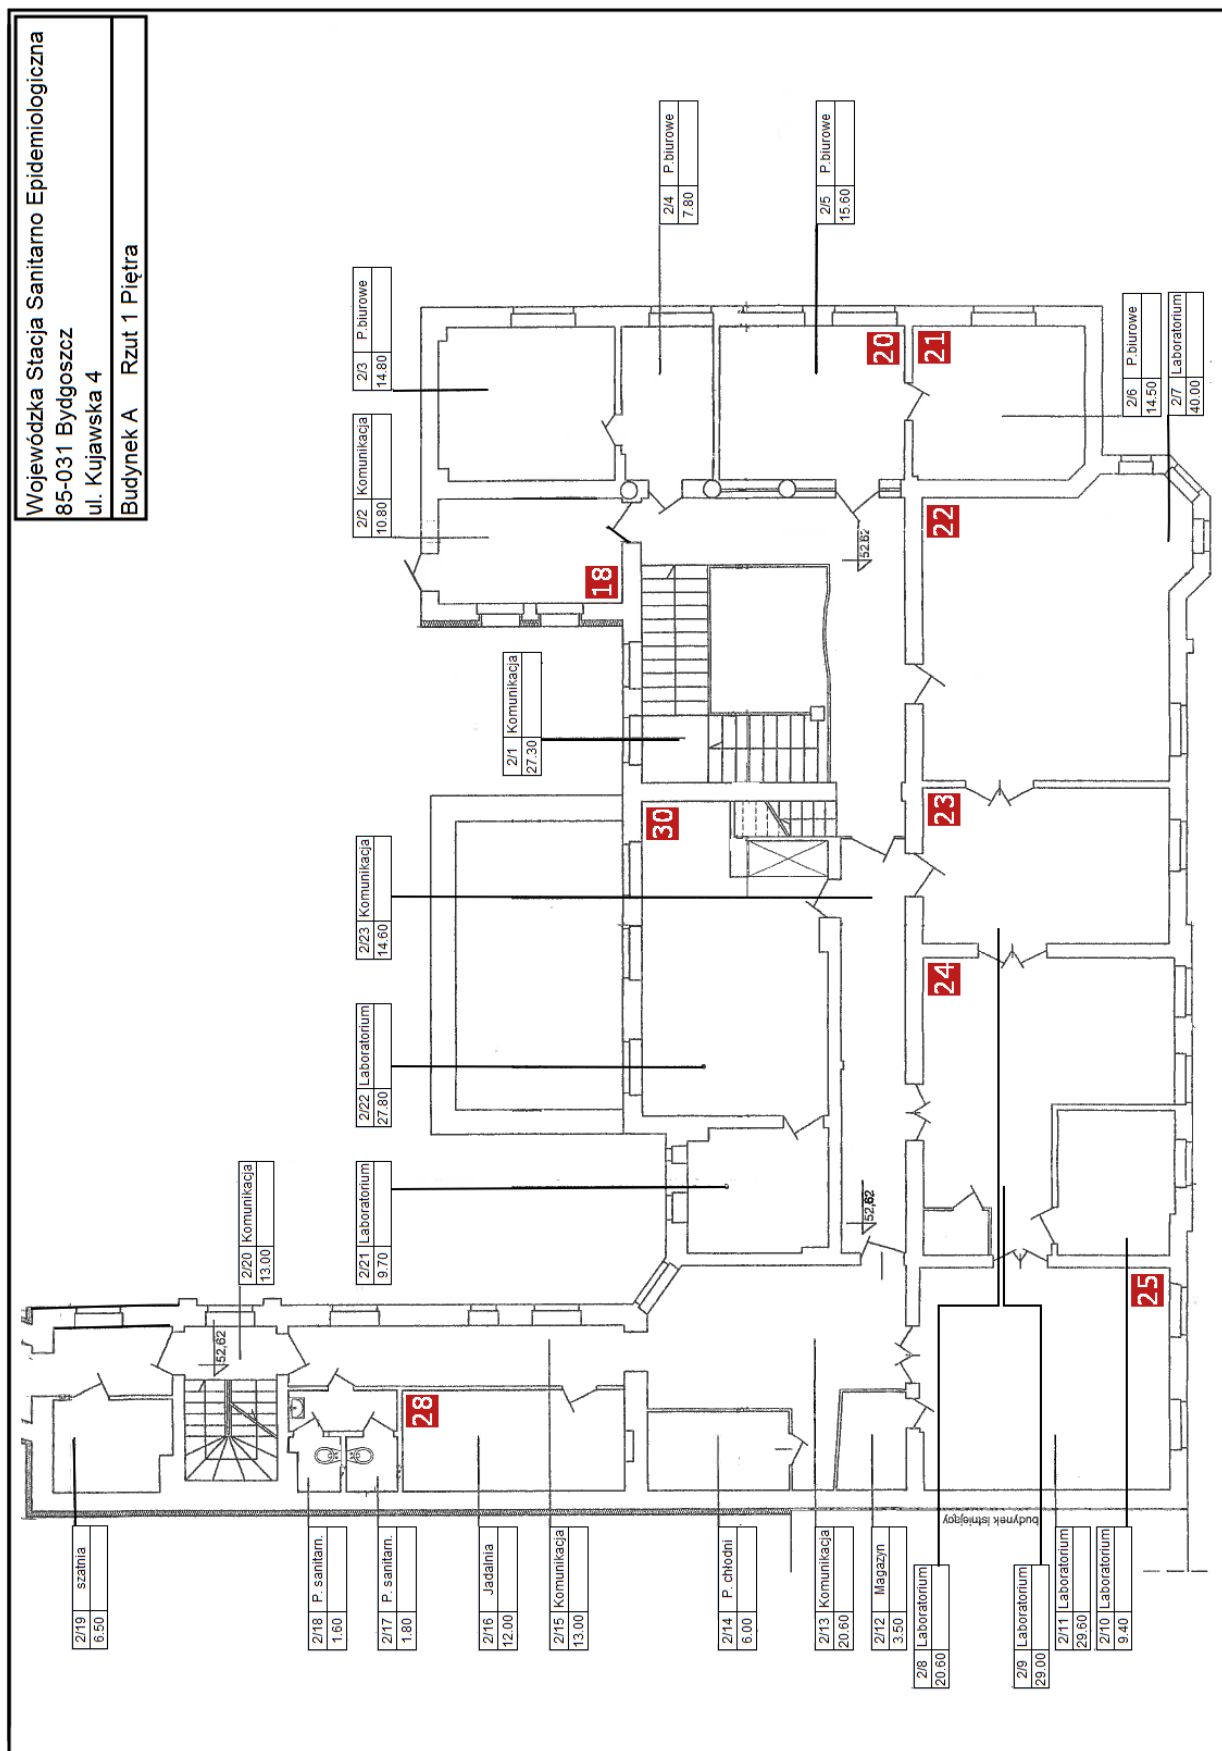 Wojewódzka Stacja Sanitarno Epidemiologiczna
85-031 Bydgoszcz
ul. Kujawska 4
Budynek A Rzut 1 Piętra
2/19 szatnia
6.50
2/18 P. sanitarn.
1.60
2/17 P. sanitarn.
1.80
2/16 Jadalnia
12.00
2/15 Komunikacja
13.00
2/14 P. chłodni
6.00
2/13 Komunikacja
20.60
2/12 Magazyn
3.50
2/8 Laboratorium
20.60
2/9 Laboratorium
29.00
2/11 Laboratorium
29.60
2/10 Laboratorium
9.40
budynek istniejący
2/20 Komunikacja
13.00
2/21 Laboratorium
9.70
2/22 Laboratorium
27.80
2/23 Komunikacja
14.60
2/1 Komunikacja
27.30
2/2 Komunikacja
10.80
2/3 P.biurowe
14.80
2/4 P.biurowe
7.80
2/5 P.biurowe
15.60
2/6 P.biurowe
14.50
2/7 Laboratorium
40.00
52,62
52,62
52,62
18
20
21
22
23
24
25
28
30